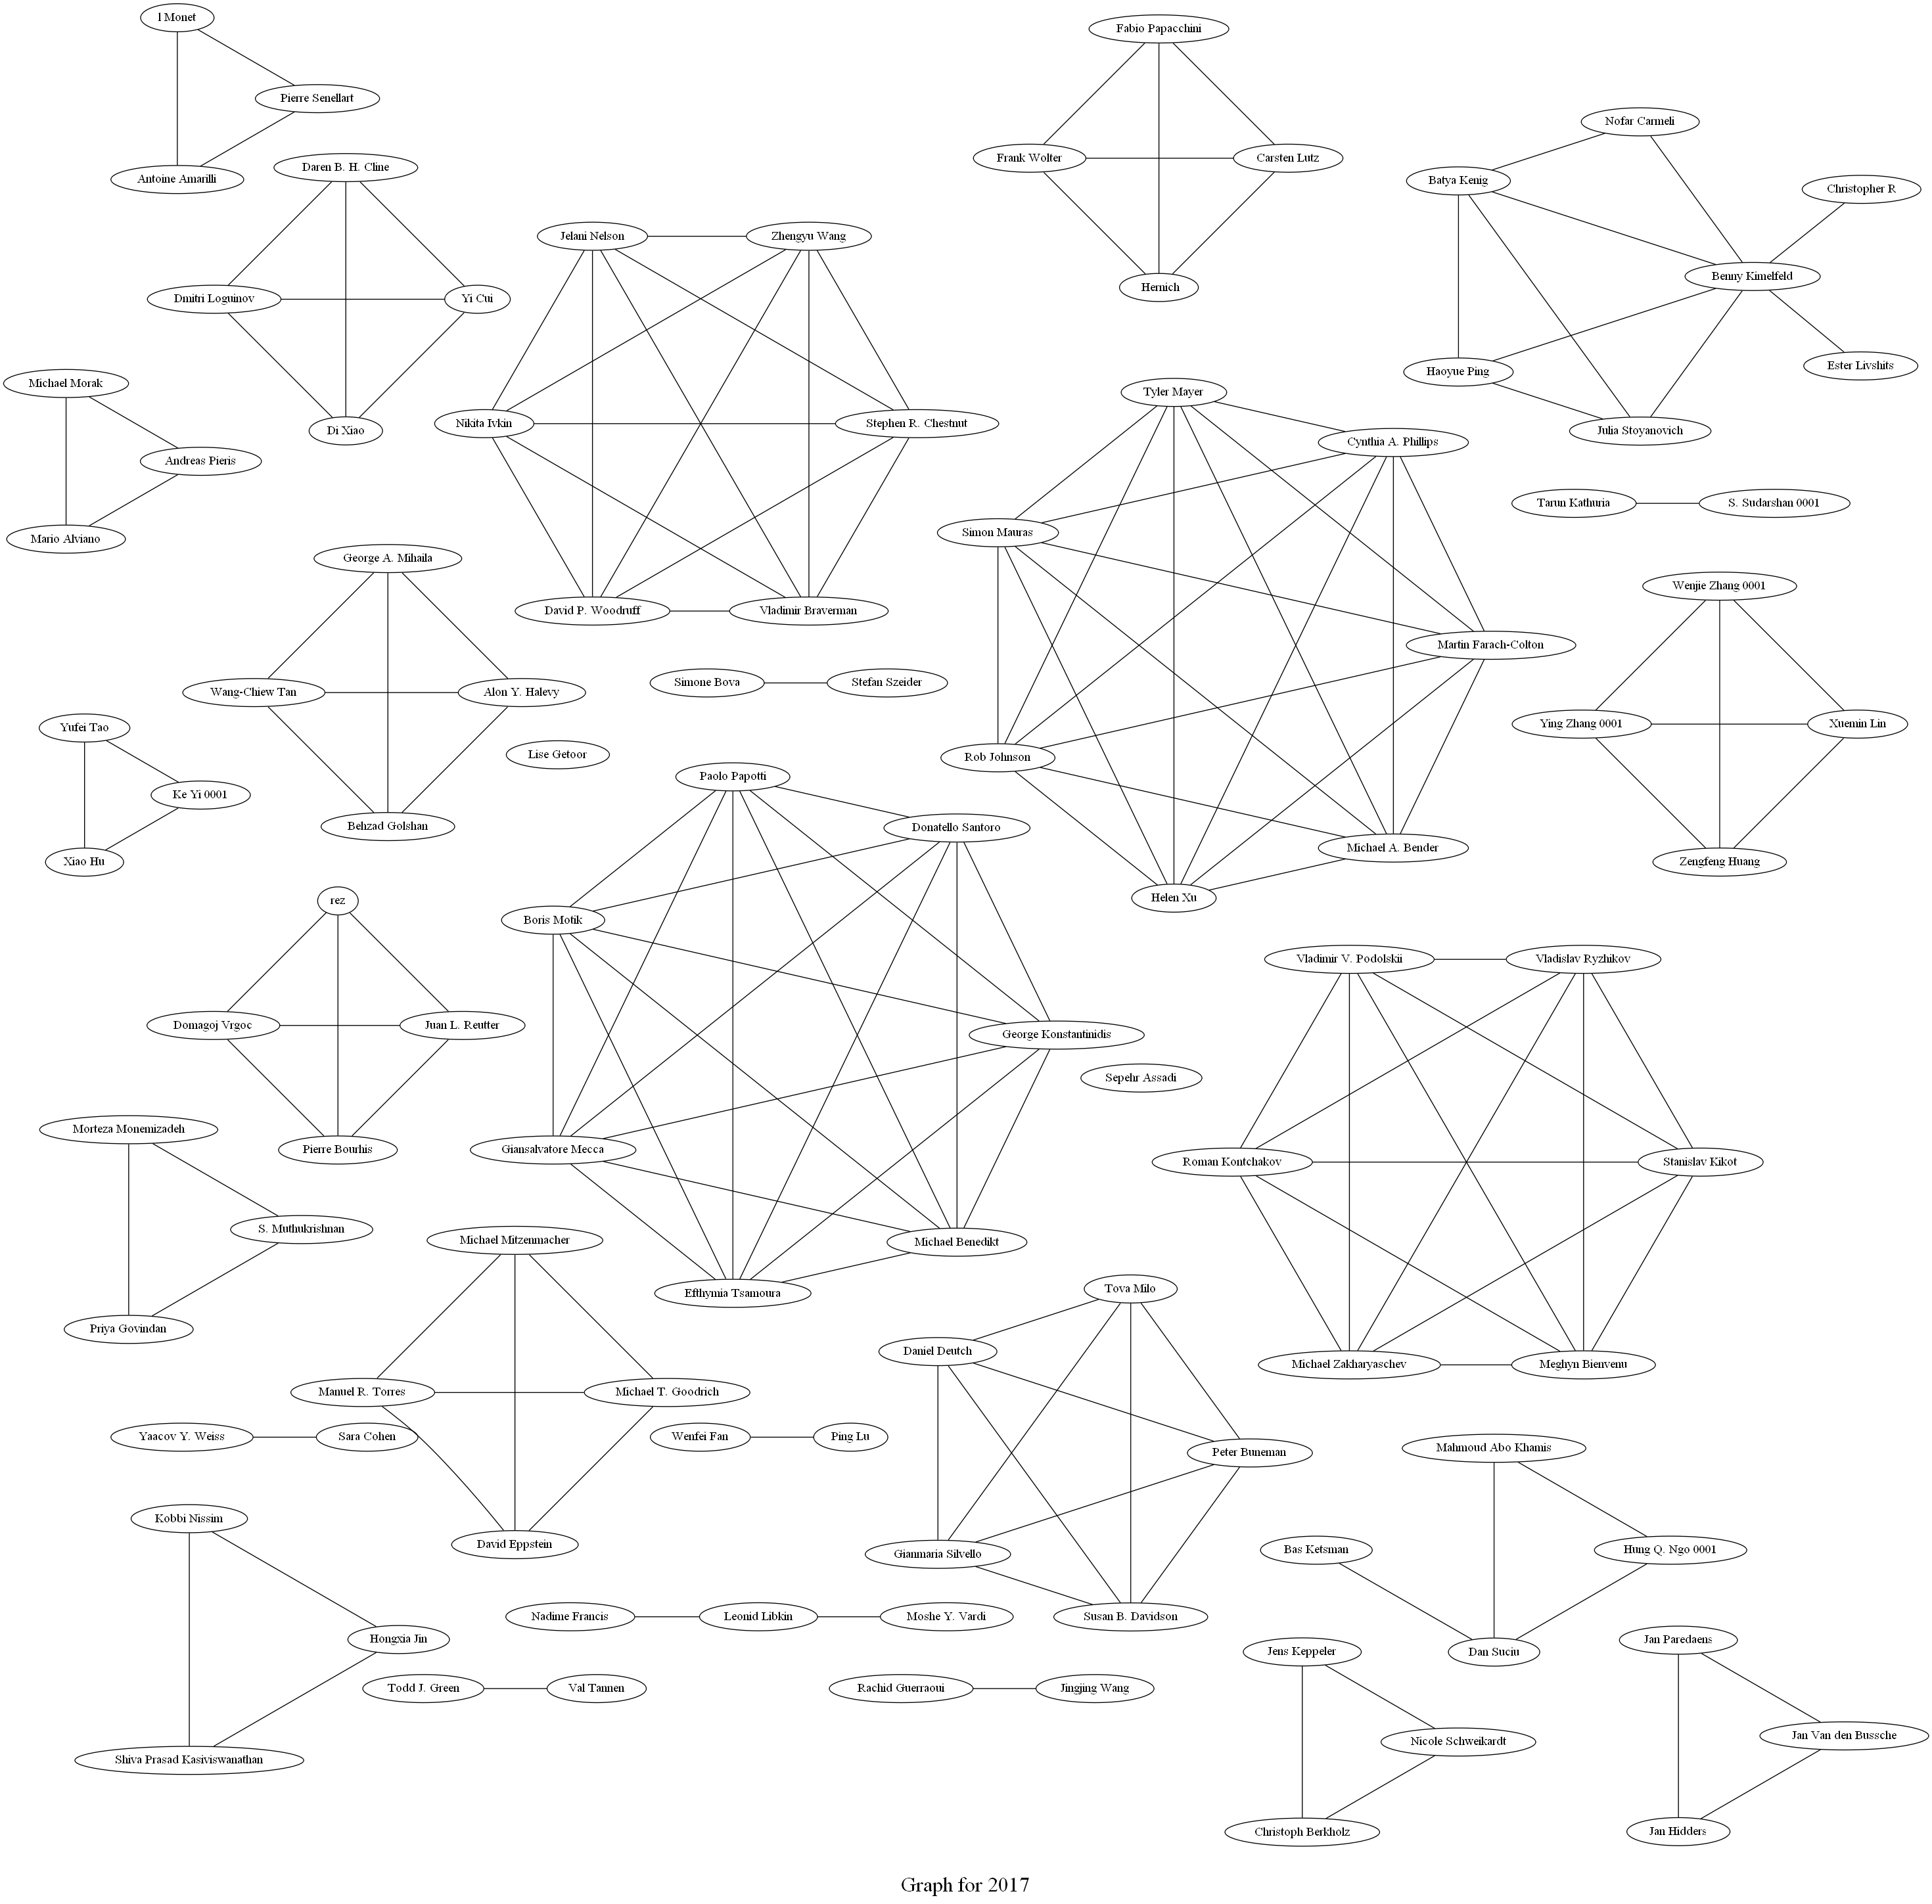 l Monet
Fabio Papacchini
Pierre Senellart
Nofar Carmeli
Frank Wolter
Carsten Lutz
Daren B. H. Cline
Antoine Amarilli
Batya Kenig
Christopher R
Jelani Nelson
Zhengyu Wang
Benny Kimelfeld
Hernich
Dmitri Loguinov
Yi Cui
Ester Livshits
Haoyue Ping
Michael Morak
Tyler Mayer
Nikita Ivkin
Stephen R. Chestnut
Di Xiao
Julia Stoyanovich
Cynthia A. Phillips
Andreas Pieris
Tarun Kathuria
S. Sudarshan 0001
Simon Mauras
Mario Alviano
George A. Mihaila
Wenjie Zhang 0001
David P. Woodruff
Vladimir Braverman
Martin Farach-Colton
Simone Bova
Stefan Szeider
Wang-Chiew Tan
Alon Y. Halevy
Ying Zhang 0001
Xuemin Lin
Yufei Tao
Lise Getoor
Rob Johnson
Paolo Papotti
Ke Yi 0001
Behzad Golshan
Donatello Santoro
Michael A. Bender
Xiao Hu
Zengfeng Huang
Helen Xu
rez
Boris Motik
Vladimir V. Podolskii
Vladislav Ryzhikov
Domagoj Vrgoc
Juan L. Reutter
George Konstantinidis
Sepehr Assadi
Morteza Monemizadeh
Pierre Bourhis
Giansalvatore Mecca
Roman Kontchakov
Stanislav Kikot
S. Muthukrishnan
Michael Mitzenmacher
Michael Benedikt
Tova Milo
Efthymia Tsamoura
Priya Govindan
Daniel Deutch
Michael Zakharyaschev
Meghyn Bienvenu
Manuel R. Torres
Michael T. Goodrich
Yaacov Y. Weiss
Sara Cohen
Wenfei Fan
Ping Lu
Peter Buneman
Mahmoud Abo Khamis
Kobbi Nissim
David Eppstein
Gianmaria Silvello
Bas Ketsman
Hung Q. Ngo 0001
Nadime Francis
Leonid Libkin
Moshe Y. Vardi
Susan B. Davidson
Hongxia Jin
Jens Keppeler
Dan Suciu
Jan Paredaens
Todd J. Green
Val Tannen
Rachid Guerraoui
Jingjing Wang
Nicole Schweikardt
Jan Van den Bussche
Shiva Prasad Kasiviswanathan
Christoph Berkholz
Jan Hidders
Graph for 2017